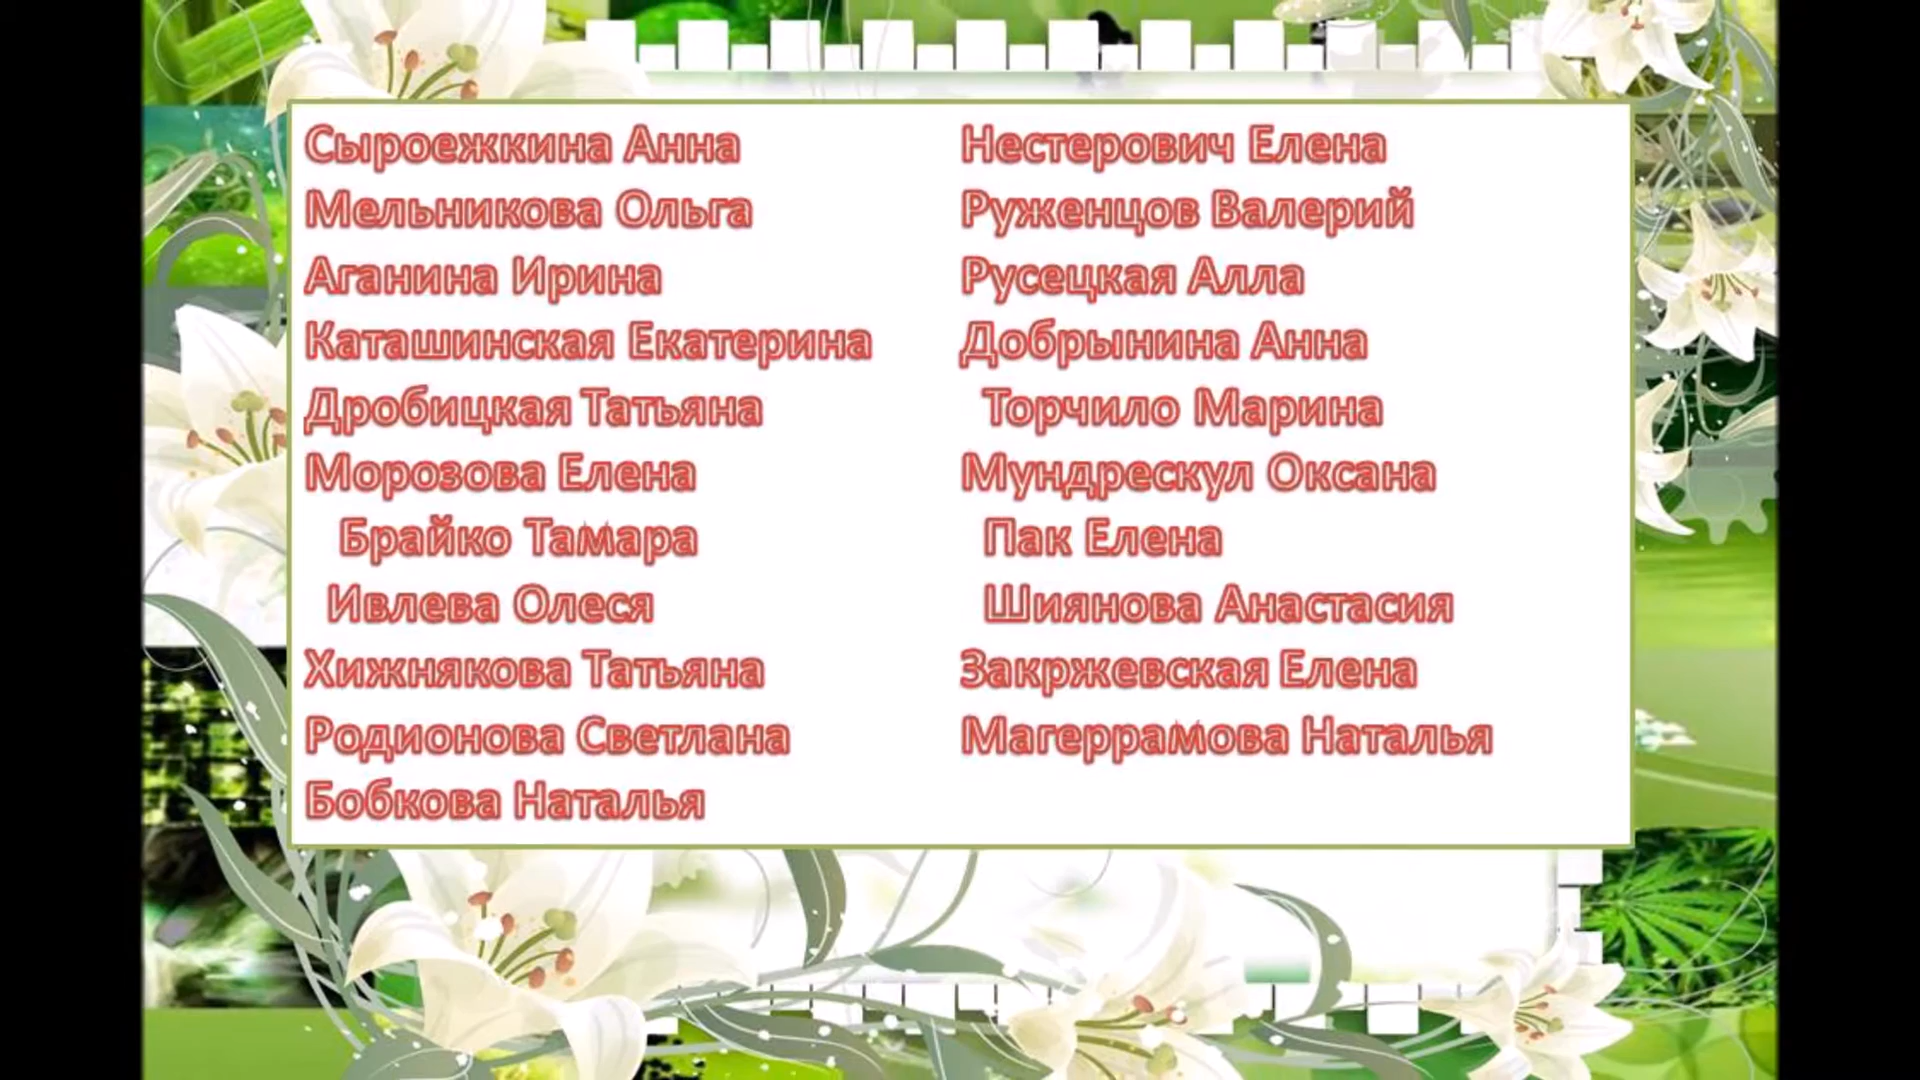 Сыроежкина Анна
Мельникова Ольга
Аганина Ирина
Каташинская Екатерина
Дробицкая Татьяна
Морозова Елена
Брайко Тамара
Ивлева Олеся
Хижнякова Татьяна
Родионова Светлана
Бобкова Наталья
Нестерович Елена
Руженцов Валерий
Русецкая Алла
Добрынина Анна
Торчило Марина
Мундрескул Оксана
Пак Елена
Шиянова Анастасия
Закржевская Елена
Магеррамова Наталья